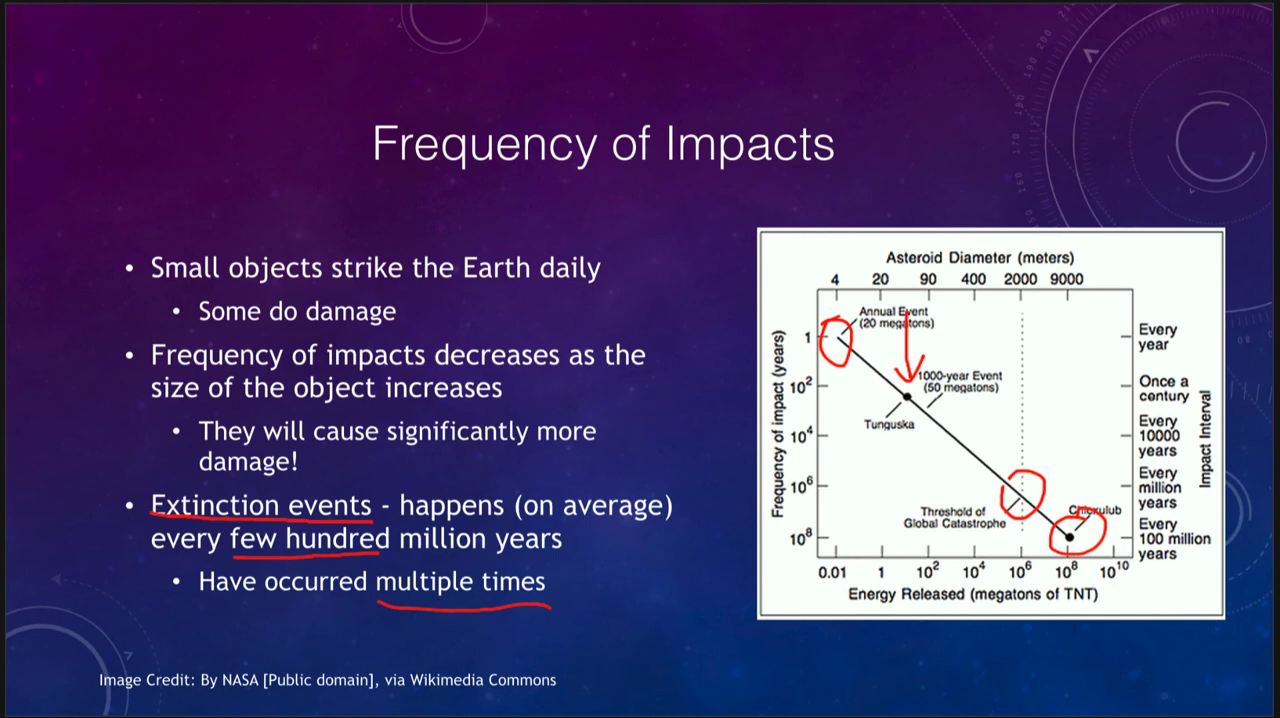 Frequency of Impacts
• Small objects strike the Earth daily
• Some do damage
• Frequency of impacts decreases as the
size of the object increases
• They will cause significantly more
damage!
• Extinction events - happens (on average)
every few hundred million years
• Have occurred multiple times
Image Credit: By NASA [Public domain], via Wikimedia Commons
Asteroid Diameter (meters)
4 20 90 400 2000 9000
Annual Event
(20 megatons)
1000-year Event
(50 megatons)
Tunguska
Threshold of
Global Catastrophe
Chicxulub
Frequency of impact (years)
1
10²
10⁴
10⁶
10⁸
Every
year
Once a
century
Every
10000
years
Every
million
years
Every
100 million
years
Impact Interval
0.01 1 10² 10⁴ 10⁶ 10⁸ 10¹⁰
Energy Released (megatons of TNT)
200
190
180
170
160
150